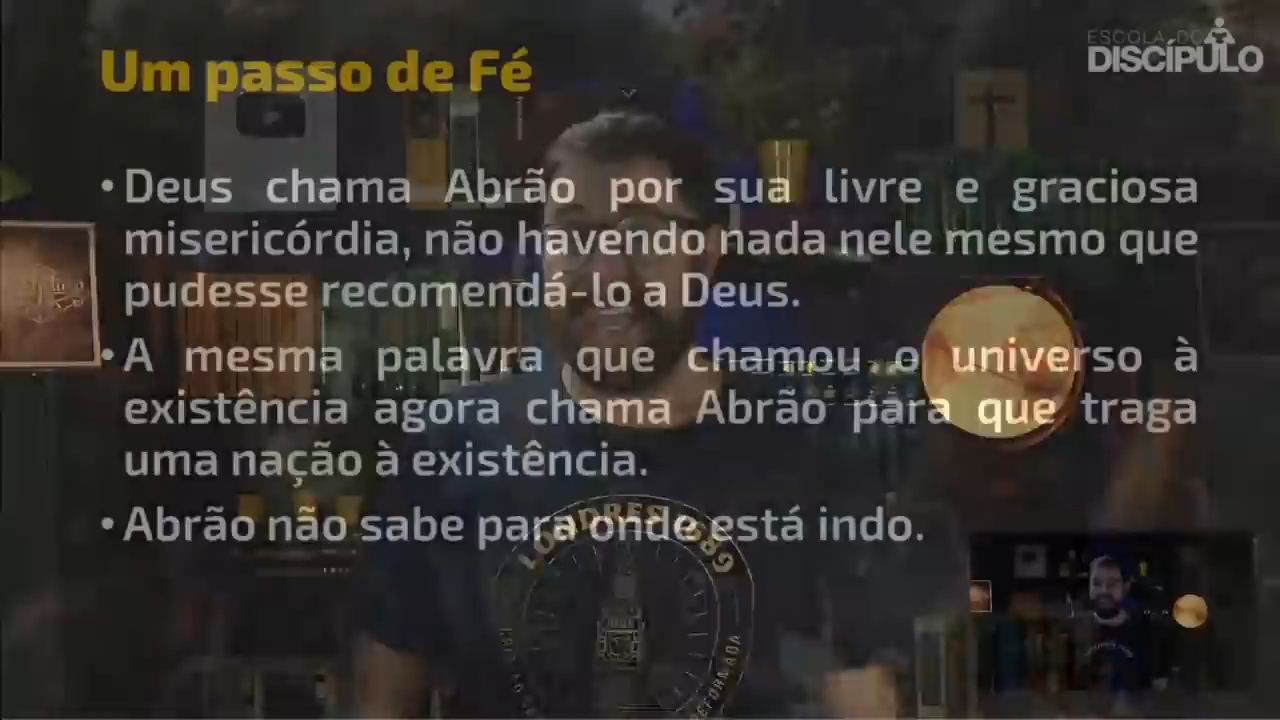 ESCOLA DO
DISCÍPULO
Um passo de Fé
• Deus chama Abrão por sua livre e graciosa
misericórdia, não havendo nada nele mesmo que
pudesse recomendá-lo a Deus.
• A mesma palavra que chamou o universo à
existência agora chama Abrão para que traga
uma nação à existência.
• Abrão não sabe para onde está indo.
LONDRES 1689